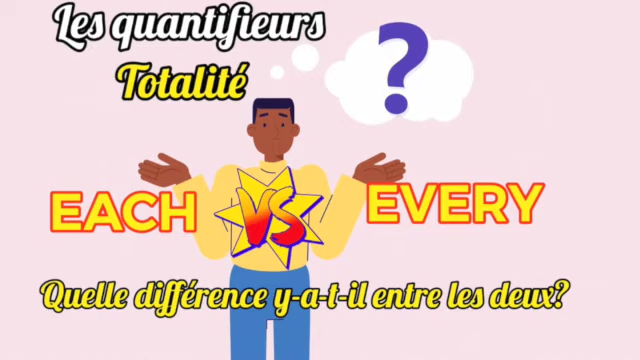 Les quantifieurs
Totalité
?
EACH VS EVERY
Quelle différence y-a-t-il entre les deux?